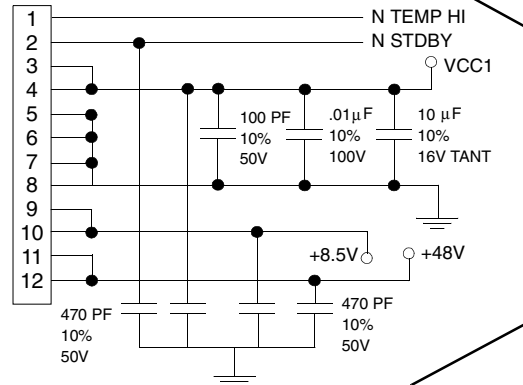 1
N TEMP HI
2
N STDBY
3
VCC1
4
5
6
7
8
9
10
11
12
100 PF
10%
50V
.01µF
10%
100V
10 µF
10%
16V TANT
+8.5V
+48V
470 PF
10%
50V
470 PF
10%
50V